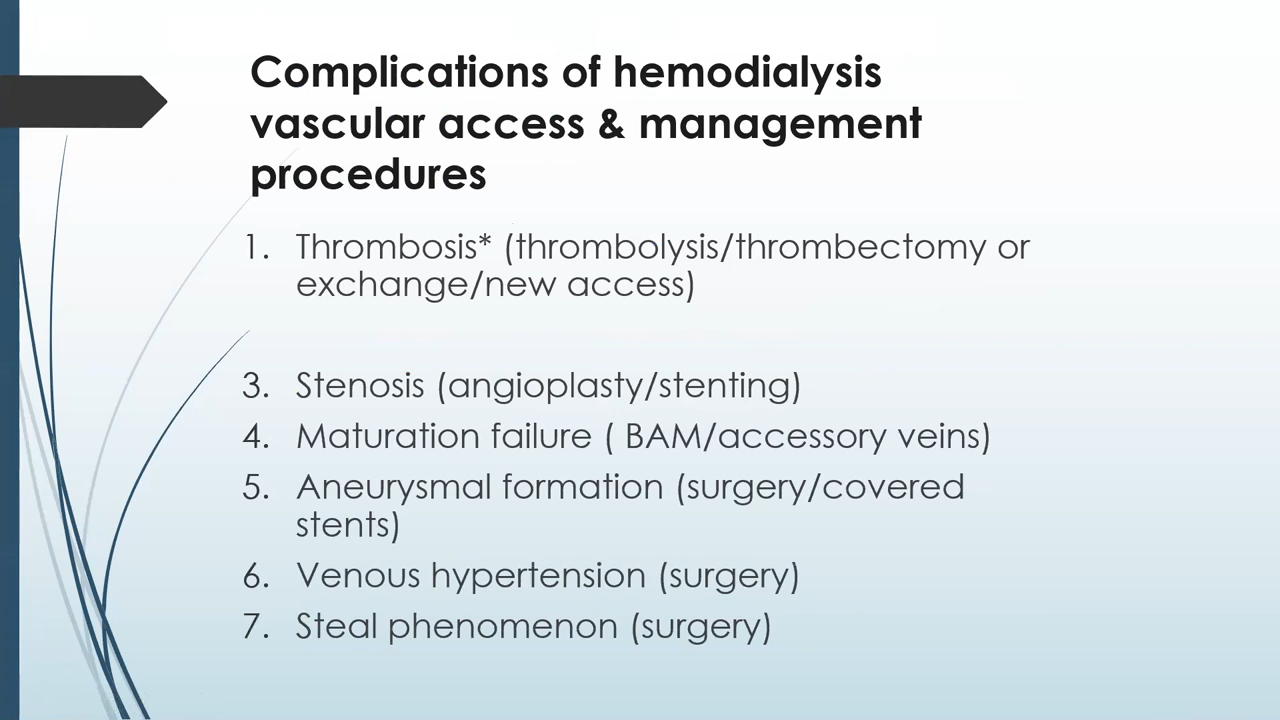 Complications of hemodialysis
vascular access & management
procedures
1. Thrombosis* (thrombolysis/thrombectomy or
exchange/new access)
3. Stenosis (angioplasty/stenting)
4. Maturation failure ( BAM/accessory veins)
5. Aneurysmal formation (surgery/covered
stents)
6. Venous hypertension (surgery)
7. Steal phenomenon (surgery)